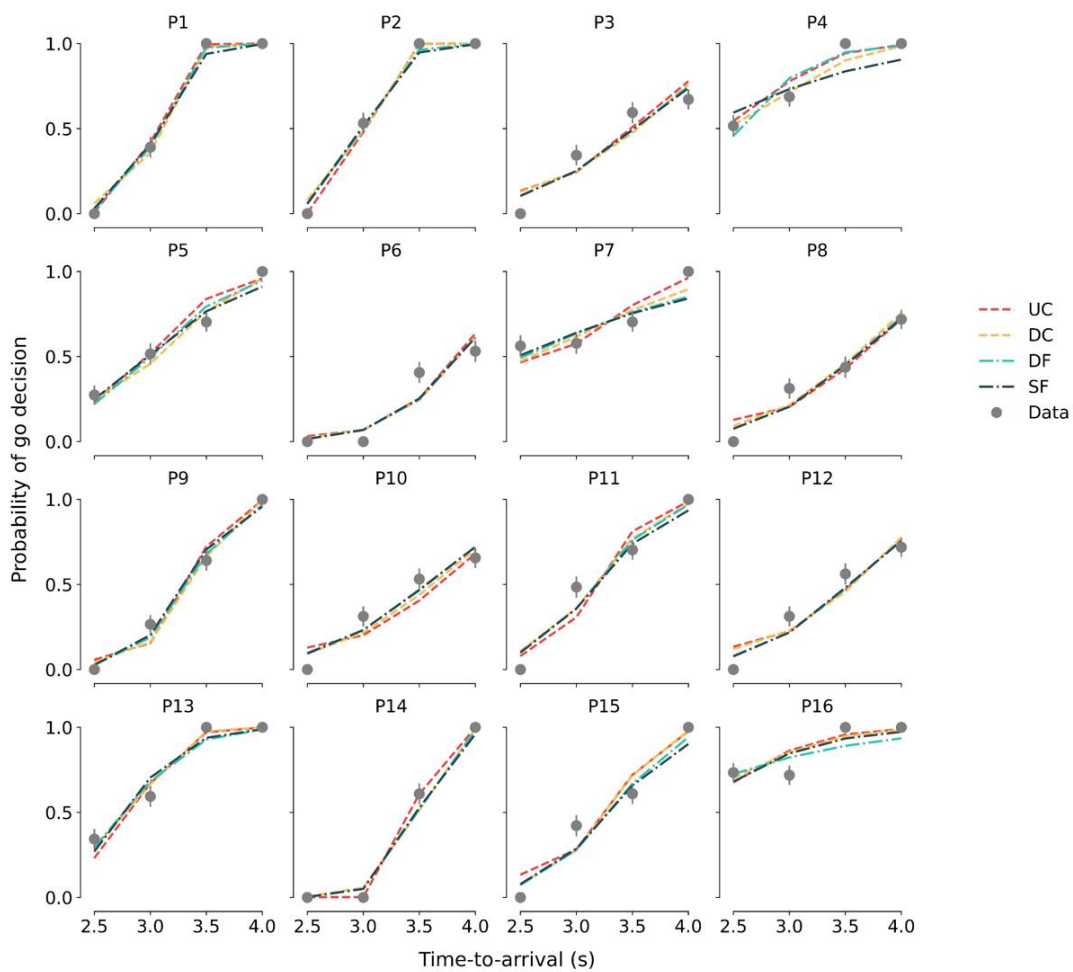 P1 P2 P3 P4
1.0
0.5
0.0
P5 P6 P7 P8
1.0
0.5
0.0
P9 P10 P11 P12
1.0
0.5
0.0
P13 P14 P15 P16
1.0
0.5
0.0
2.5 3.0 3.5 4.0 2.5 3.0 3.5 4.0 2.5 3.0 3.5 4.0 2.5 3.0 3.5 4.0
Time-to-arrival (s)
Probability of go decision
UC
DC
DF
SF
Data